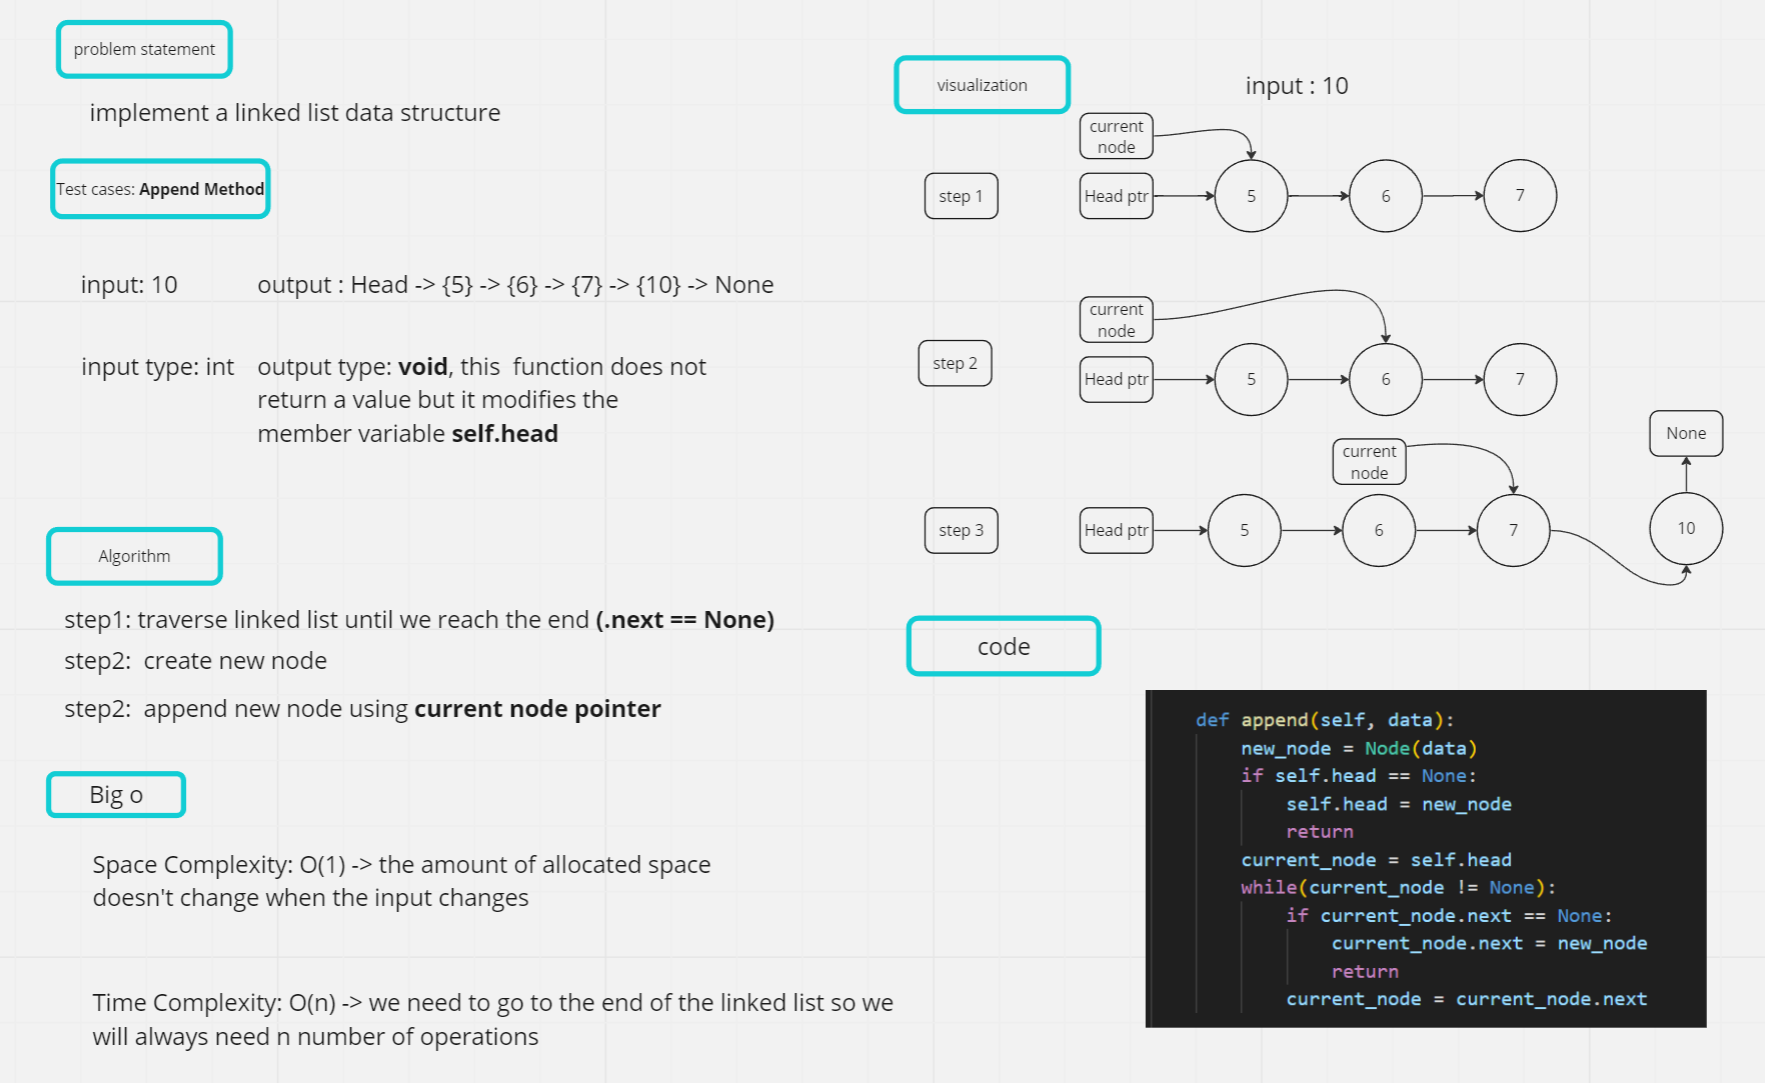 problem statement
implement a linked list data structure
Test cases: Append Method
input: 10
output : Head -> {5} -> {6} -> {7} -> {10} -> None
input type: int
output type: void, this  function does not
return a value but it modifies the
member variable self.head
Algorithm
step1: traverse linked list until we reach the end (.next == None)
step2:  create new node
step2:  append new node using current node pointer
Big o
Space Complexity: O(1) -> the amount of allocated space
doesn't change when the input changes
Time Complexity: O(n) -> we need to go to the end of the linked list so we
will always need n number of operations
visualization
input : 10
current
node
step 1
Head ptr
5
6
7
current
node
step 2
Head ptr
5
6
7
None
current
node
step 3
Head ptr
5
6
7
10
code
def append(self, data):
    new_node = Node(data)
    if self.head == None:
        self.head = new_node
        return
    current_node = self.head
    while(current_node != None):
        if current_node.next == None:
            current_node.next = new_node
            return
        current_node = current_node.next